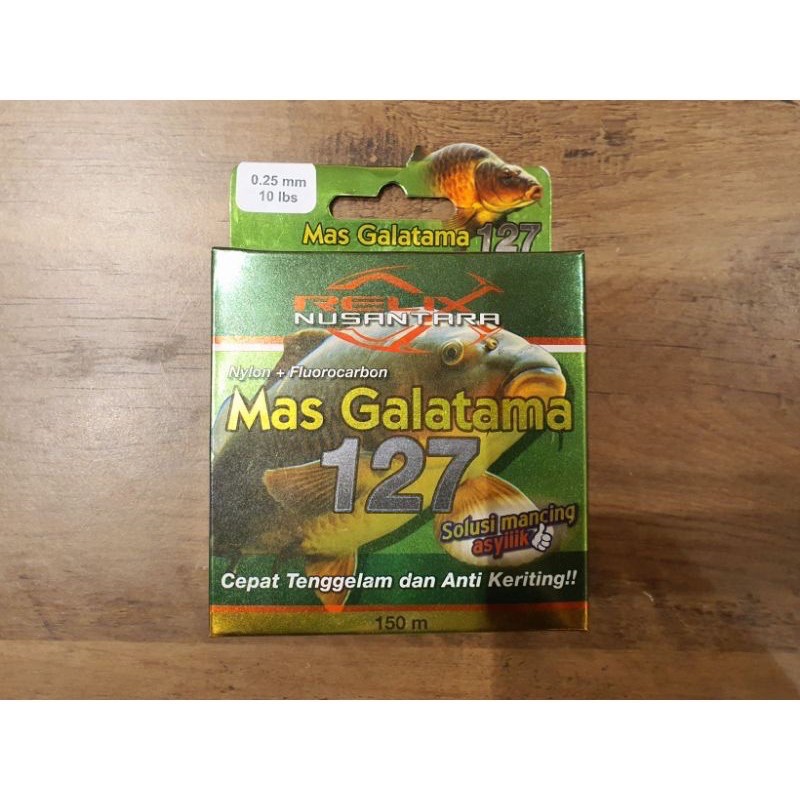 0.25 mm
10 lbs
Mas Galatama 127
RELIX
NUSANTARA
Nylon + Fluorocarbon
Mas Galatama
127
Solusi mancing
asyiiik
Cepat Tenggelam dan Anti Keriting!!
150 m